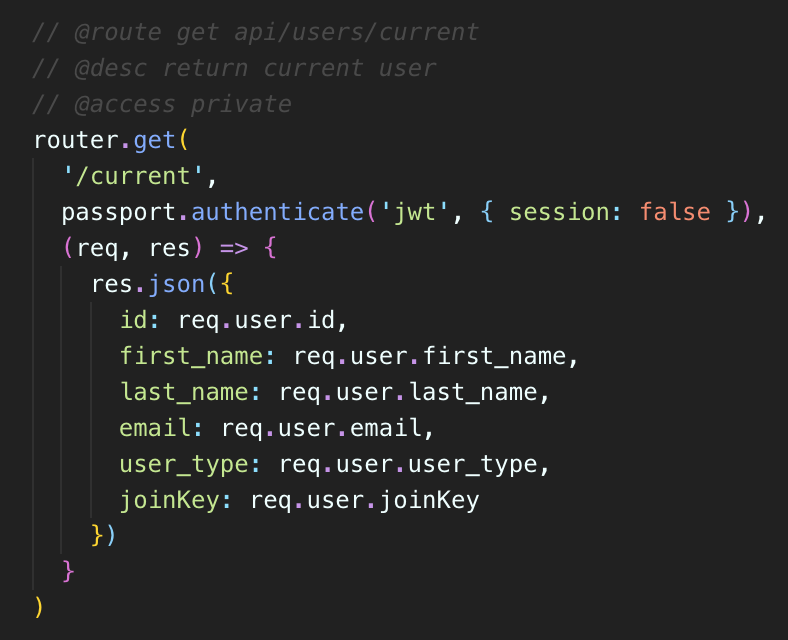 // @route get api/users/current
// @desc return current user
// @access private
router.get(
  '/current',
  passport.authenticate('jwt', { session: false }),
  (req, res) => {
    res.json({
      id: req.user.id,
      first_name: req.user.first_name,
      last_name: req.user.last_name,
      email: req.user.email,
      user_type: req.user.user_type,
      joinKey: req.user.joinKey
    })
  }
)